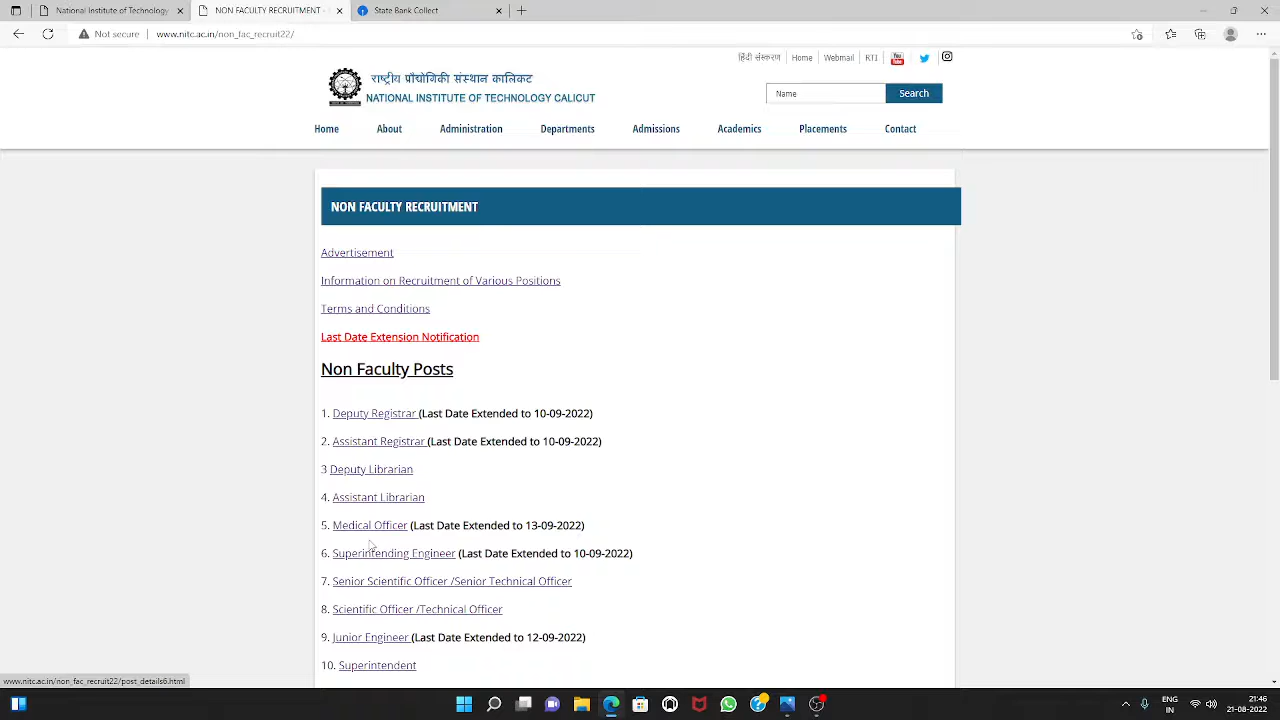 National Institute of Technology
NON FACULTY RECRUITMENT -
State Bank Collect
Not secure
www.nitc.ac.in/non_fac_recruit22/
हिंदी संस्करण Home Webmail RTI You Tube
राष्ट्रीय प्रौद्योगिकी संस्थान कालिकट
NATIONAL INSTITUTE OF TECHNOLOGY CALICUT
Name Search
Home About Administration Departments Admissions Academics Placements Contact
NON FACULTY RECRUITMENT
Advertisement
Information on Recruitment of Various Positions
Terms and Conditions
Last Date Extension Notification
Non Faculty Posts
1. Deputy Registrar (Last Date Extended to 10-09-2022)
2. Assistant Registrar (Last Date Extended to 10-09-2022)
3 Deputy Librarian
4. Assistant Librarian
5. Medical Officer (Last Date Extended to 13-09-2022)
6. Superintending Engineer (Last Date Extended to 10-09-2022)
7. Senior Scientific Officer /Senior Technical Officer
8. Scientific Officer /Technical Officer
9. Junior Engineer (Last Date Extended to 12-09-2022)
10. Superintendent
www.nitc.ac.in/non_fac_recruit22/post_details6.html
ENG
IN
21:46
21-08-2022